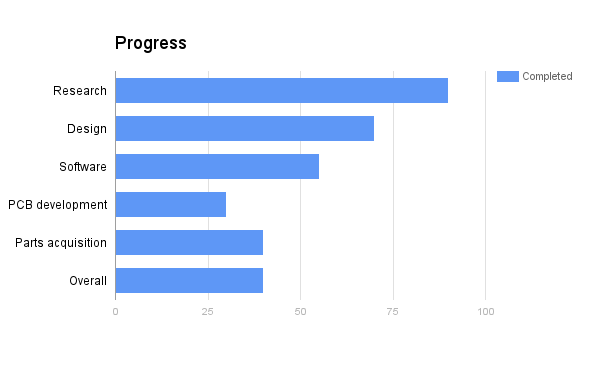 Progress
Completed
Research
Design
Software
PCB development
Parts acquisition
Overall
0 25 50 75 100